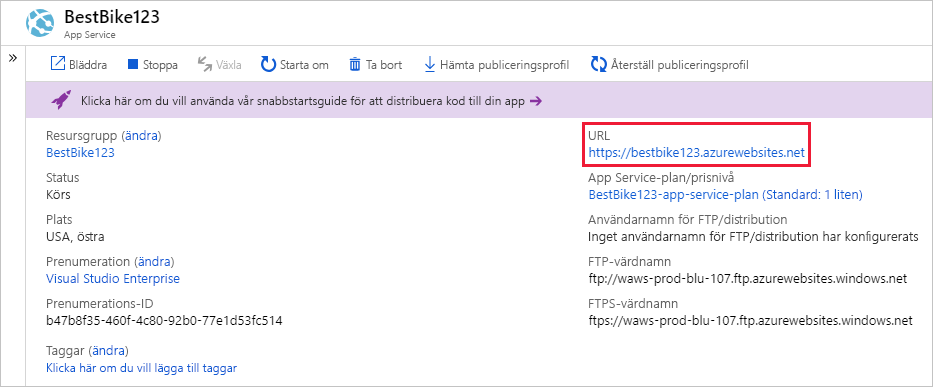 BestBike123
App Service
Bläddra Stoppa Växla Starta om Ta bort Hämta publiceringsprofil Återställ publiceringsprofil
Klicka här om du vill använda vår snabbstartsguide för att distribuera kod till din app
Resursgrupp (ändra)
BestBike123
Status
Körs
Plats
USA, östra
Prenumeration (ändra)
Visual Studio Enterprise
Prenumerations-ID
b47b8f35-460f-4c80-92b0-77e1d53fc514
Taggar (ändra)
Klicka här om du vill lägga till taggar
URL
https://bestbike123.azurewebsites.net
App Service-plan/prisnivå
BestBike123-app-service-plan (Standard: 1 liten)
Användarnamn för FTP/distribution
Inget användarnamn för FTP/distribution har konfigurerats
FTP-värdnamn
ftp://waws-prod-blu-107.ftp.azurewebsites.windows.net
FTPS-värdnamn
ftps://waws-prod-blu-107.ftp.azurewebsites.windows.net